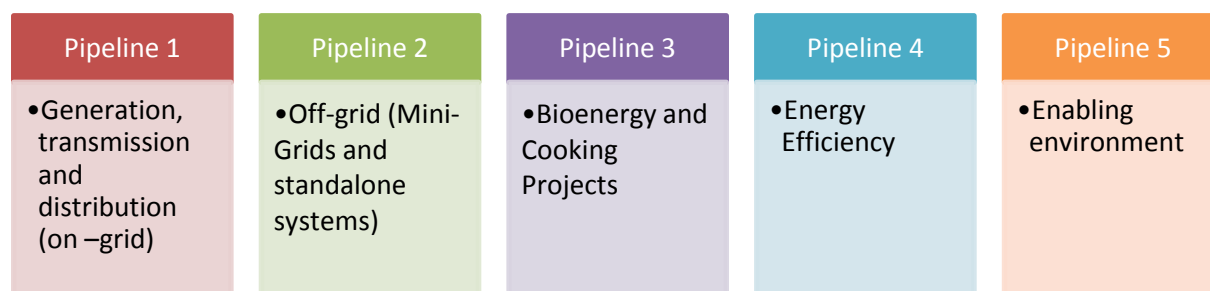 Pipeline 1
•Generation,
transmission
and
distribution
(on –grid)
Pipeline 2
•Off-grid (Mini-
Grids and
standalone
systems)
Pipeline 3
•Bioenergy and
Cooking
Projects
Pipeline 4
•Energy
Efficiency
Pipeline 5
•Enabling
environment